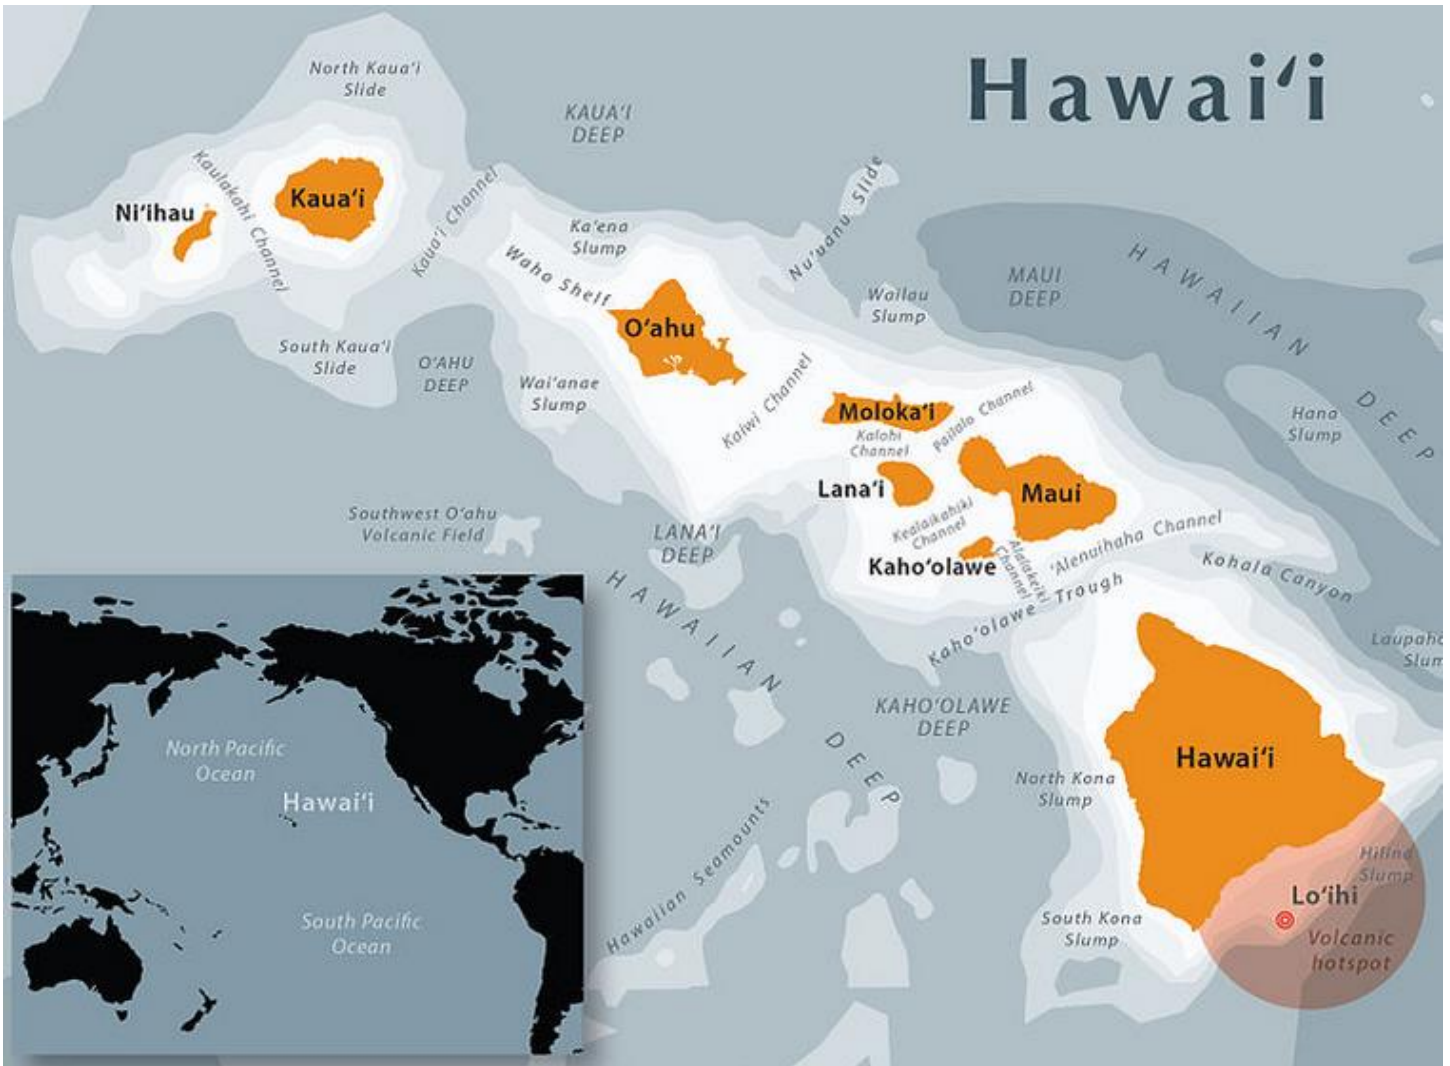 Hawai‘i
North Kaua‘i
Slide
KAUA‘I
DEEP
Kaulakahi Channel
Kaua‘i
Ni‘ihau
Kaua‘i Channel
Ka‘ena
Slump
Waho Shelf
Nu‘uanu Slide
HAWAIIAN DEEP
MAUI
DEEP
Wailau
Slump
O‘ahu
South Kaua‘i
Slide
O‘AHU
DEEP
Wai‘anae
Slump
Kaiwi Channel
Moloka‘i
Kalohi
Channel
Pailalo Channel
Hana
Slump
Lana‘i
Maui
Kealaikahiki
Channel
Southwest O‘ahu
Volcanic Field
LANA‘I
DEEP
Kaho‘olawe
Alalakeiki
Channel
‘Alenuihaha Channel
Kohala Canyon
HAWAIIAN DEEP
Kaho‘olawe Trough
Slum
KAHO‘OLAWE
DEEP
North Pacific
Ocean
Hawai‘i
Hawai‘i
North Kona
Slump
Hawaiian Seamounts
Slump
Lo‘ihi
South Kona
Slump
Volcanic
hotspot
South Pacific
Ocean